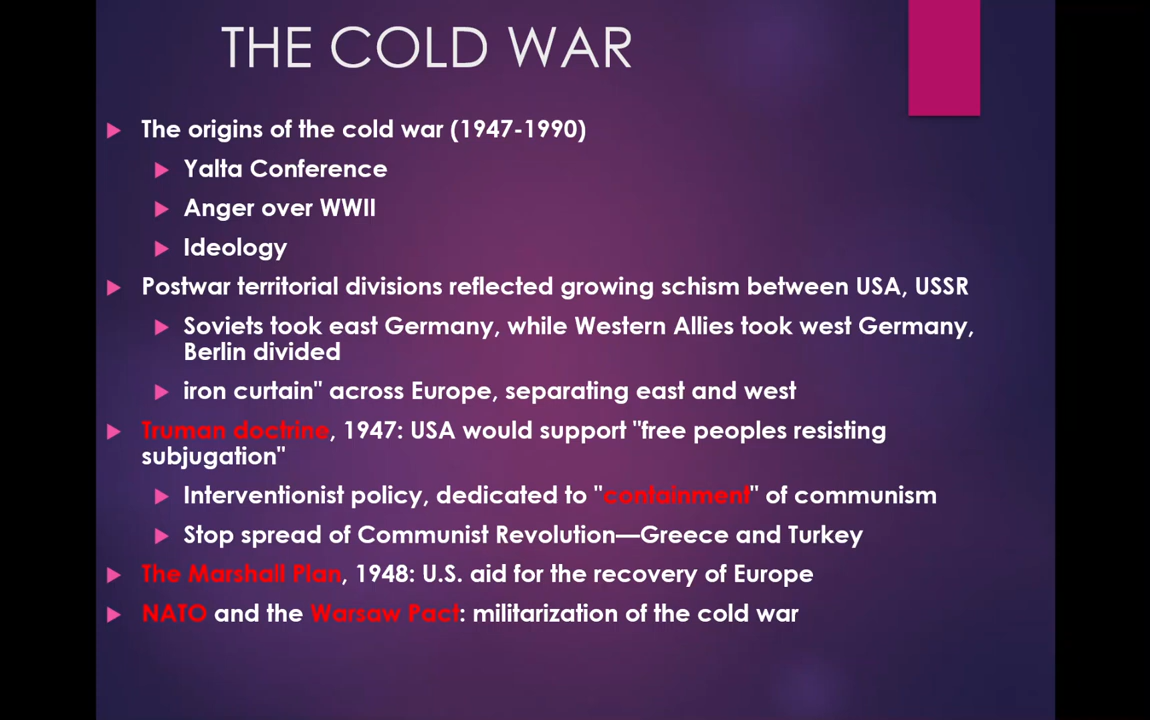 THE COLD WAR
The origins of the cold war (1947-1990)
Yalta Conference
Anger over WWII
Ideology
Postwar territorial divisions reflected growing schism between USA, USSR
Soviets took east Germany, while Western Allies took west Germany,
Berlin divided
iron curtain" across Europe, separating east and west
Truman doctrine, 1947: USA would support "free peoples resisting
subjugation"
Interventionist policy, dedicated to "containment" of communism
Stop spread of Communist Revolution—Greece and Turkey
The Marshall Plan, 1948: U.S. aid for the recovery of Europe
NATO and the Warsaw Pact: militarization of the cold war